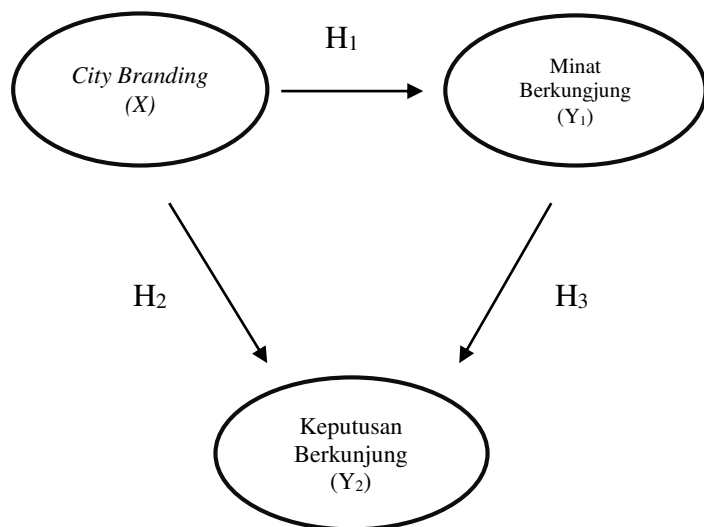 H₁
City Branding
(X)
Minat
Berkungjung
(Y₁)
H₂
H₃
Keputusan
Berkunjung
(Y₂)